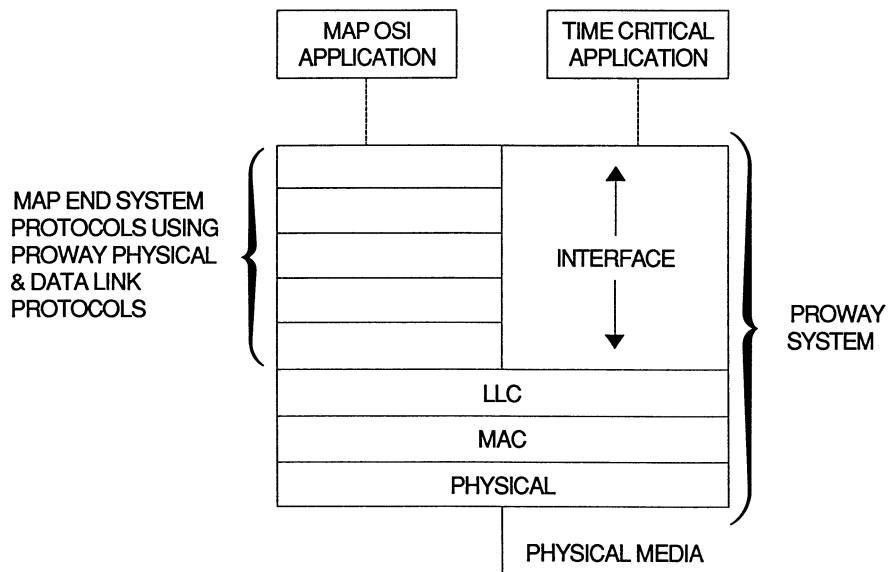 MAP OSI
APPLICATION
TIME CRITICAL
APPLICATION
MAP END SYSTEM
PROTOCOLS USING
PROWAY PHYSICAL
& DATA LINK
PROTOCOLS
INTERFACE
PROWAY
SYSTEM
LLC
MAC
PHYSICAL
PHYSICAL MEDIA